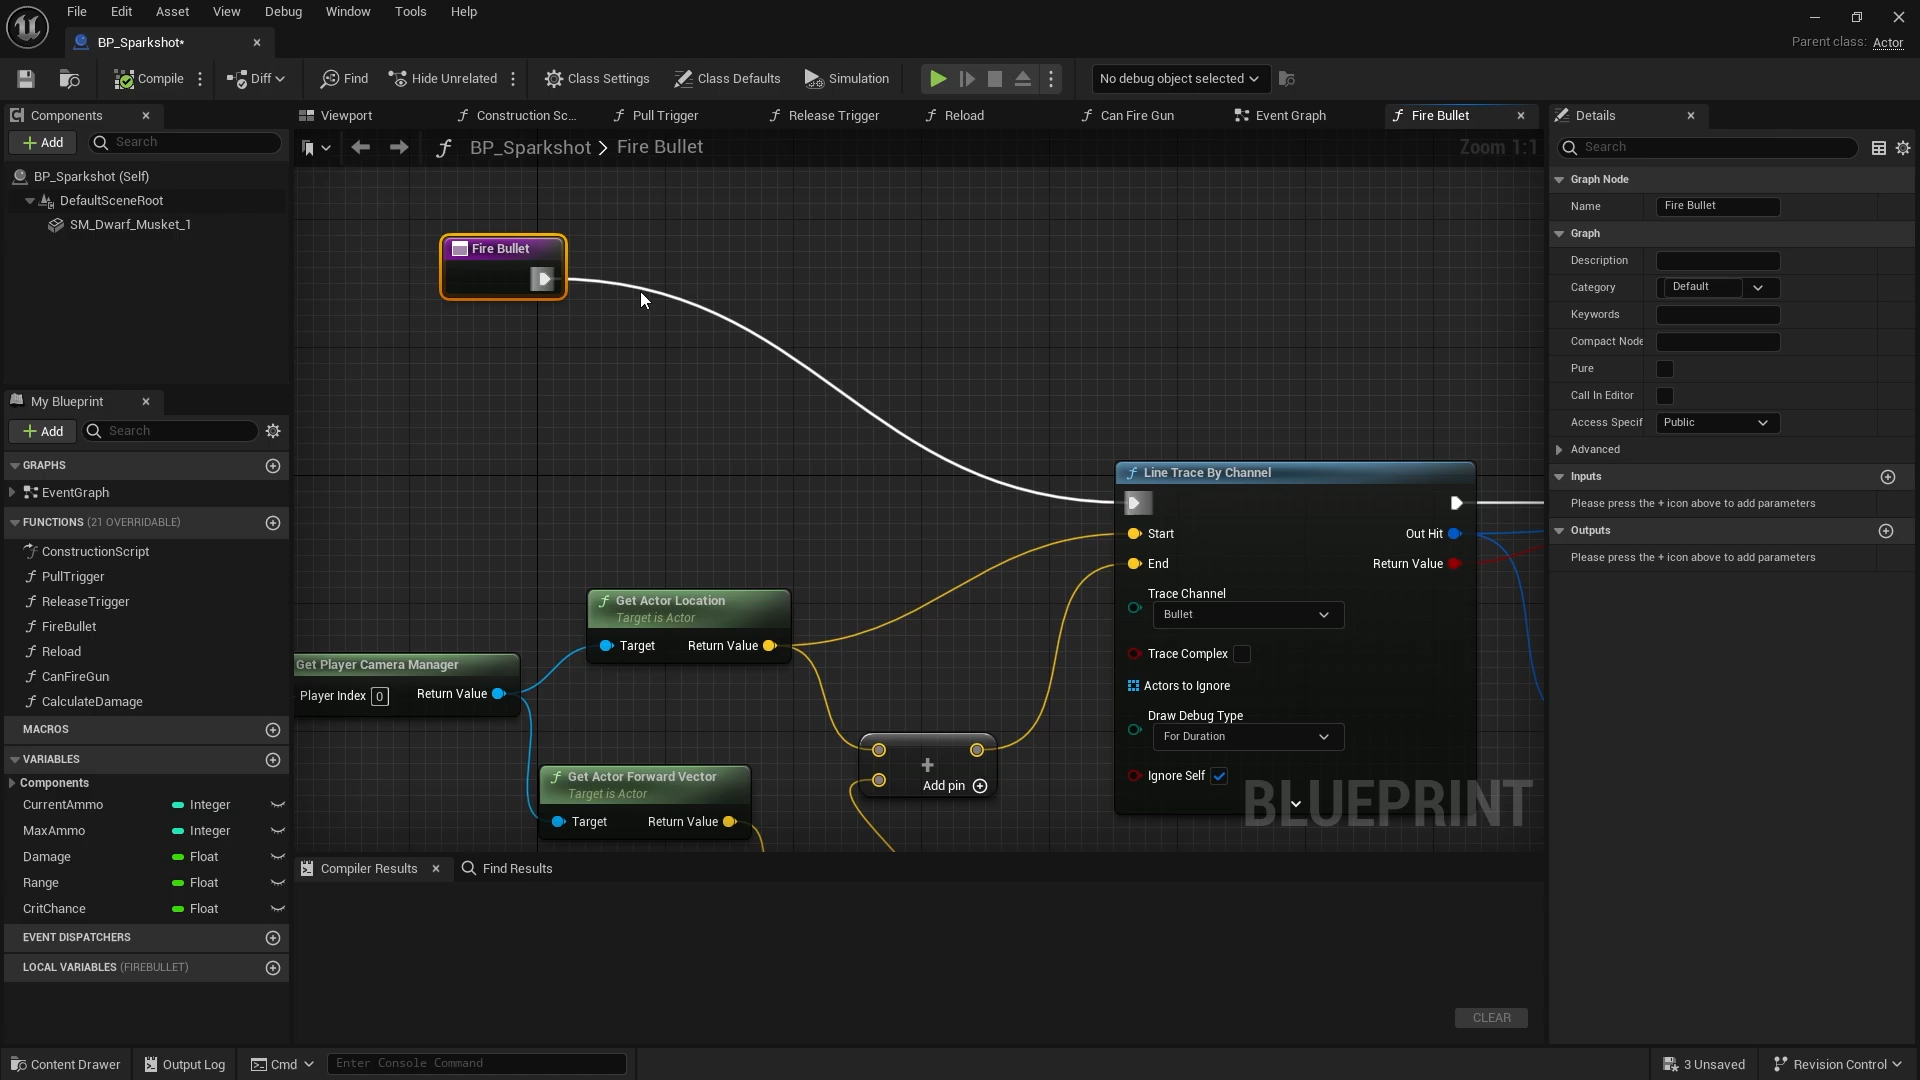 File Edit Asset View Debug Window Tools Help
BP_Sparkshot*
Parent class: Actor
Compile Diff Find Hide Unrelated Class Settings Class Defaults Simulation No debug object selected
Components
Add Search
BP_Sparkshot (Self)
DefaultSceneRoot
SM_Dwarf_Musket_1
My Blueprint
Add Search
GRAPHS
EventGraph
FUNCTIONS (21 OVERRIDABLE)
ConstructionScript
PullTrigger
ReleaseTrigger
FireBullet
Reload
CanFireGun
CalculateDamage
MACROS
VARIABLES
Components
CurrentAmmo Integer
MaxAmmo Integer
Damage Float
Range Float
CritChance Float
EVENT DISPATCHERS
LOCAL VARIABLES (FIREBULLET)
Viewport Construction Sc... Pull Trigger Release Trigger Reload Can Fire Gun Event Graph Fire Bullet
BP_Sparkshot > Fire Bullet
Zoom 1:1
Fire Bullet
Line Trace By Channel
Start Out Hit
End Return Value
Trace Channel
Bullet
Trace Complex
Actors to Ignore
Draw Debug Type
For Duration
Ignore Self
Get Actor Location
Target is Actor
Target Return Value
Get Player Camera Manager
Player Index 0 Return Value
Get Actor Forward Vector
Target is Actor
Target Return Value
Add pin
BLUEPRINT
Compiler Results Find Results
CLEAR
Details
Search
Graph Node
Name Fire Bullet
Graph
Description
Category Default
Keywords
Compact Node
Pure
Call In Editor
Access Specif Public
Advanced
Inputs
Please press the + icon above to add parameters
Outputs
Please press the + icon above to add parameters
Content Drawer Output Log Cmd Enter Console Command 3 Unsaved Revision Control